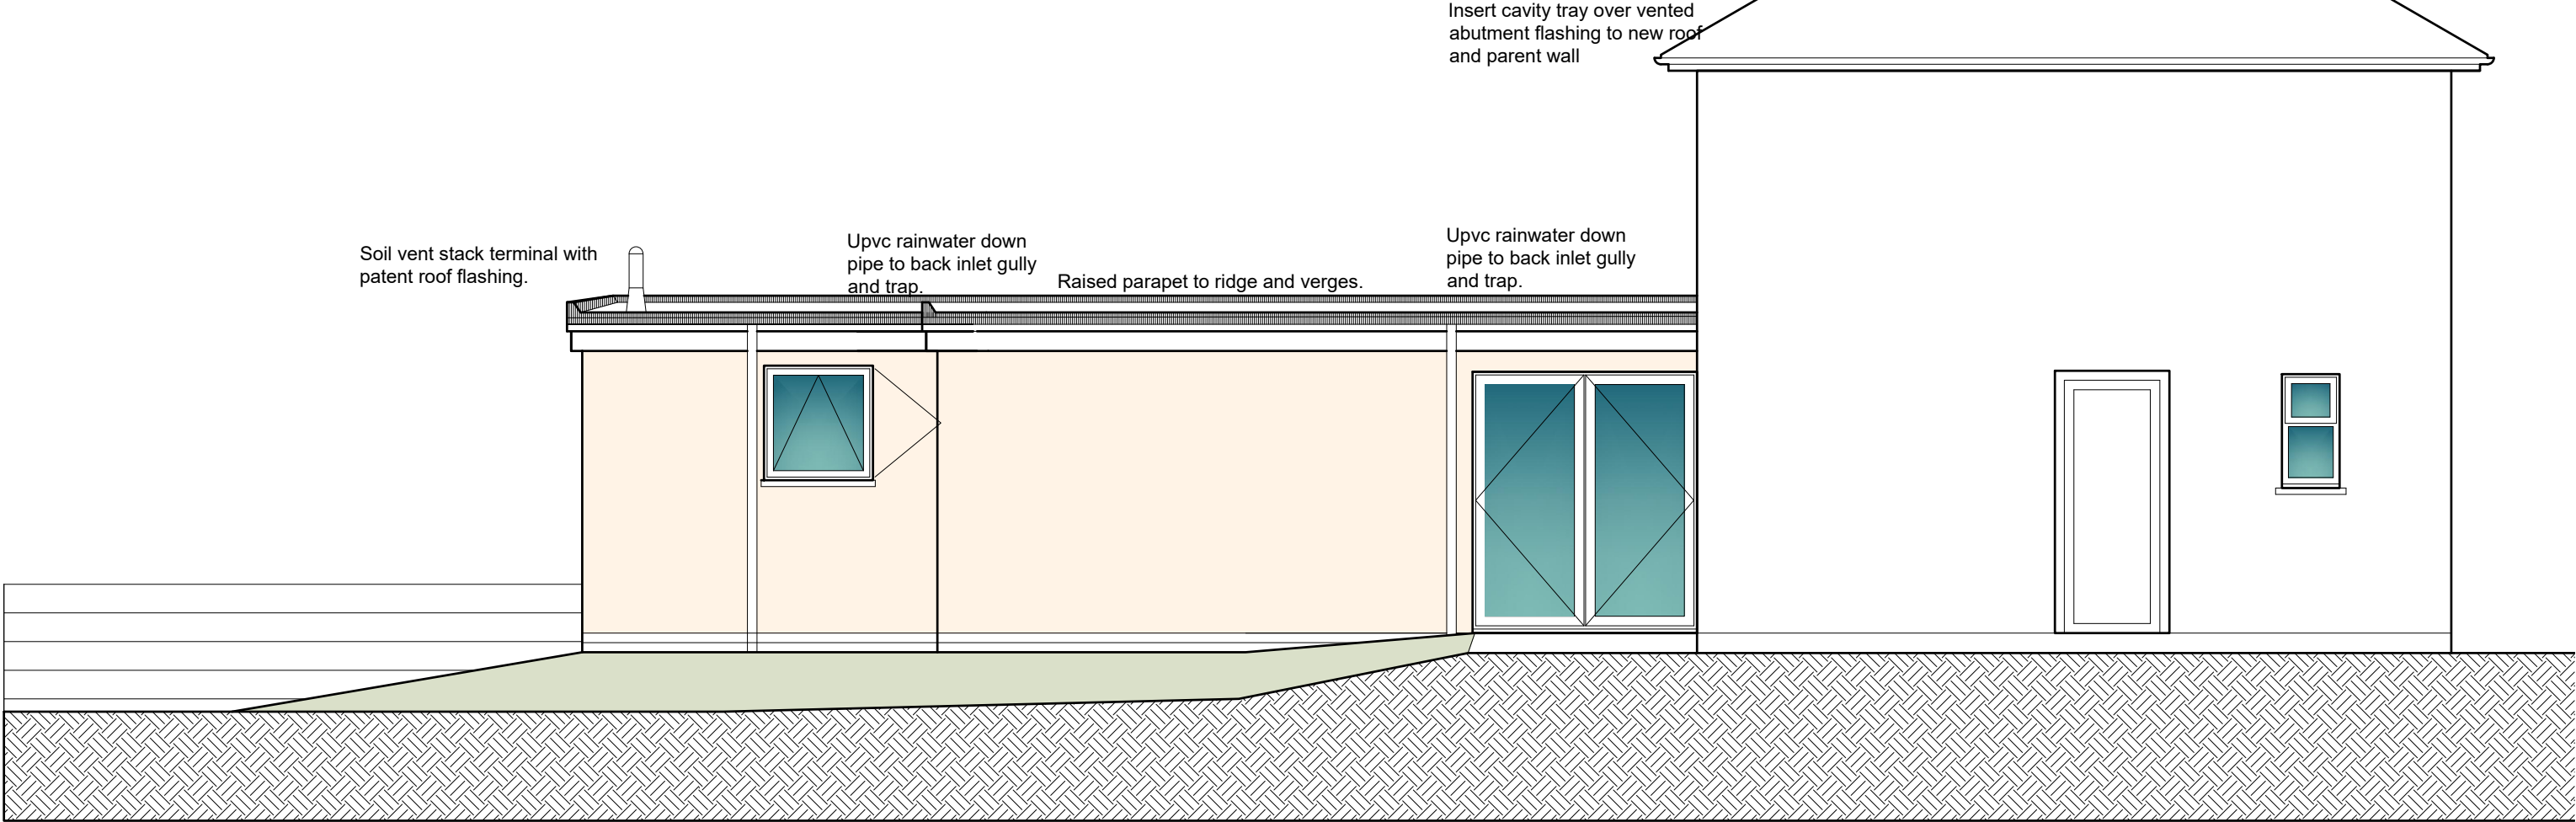 Insert cavity tray over vented
abutment flashing to new roof
and parent wall
Soil vent stack terminal with
patent roof flashing.
Upvc rainwater down
pipe to back inlet gully
and trap.
Raised parapet to ridge and verges.
Upvc rainwater down
pipe to back inlet gully
and trap.